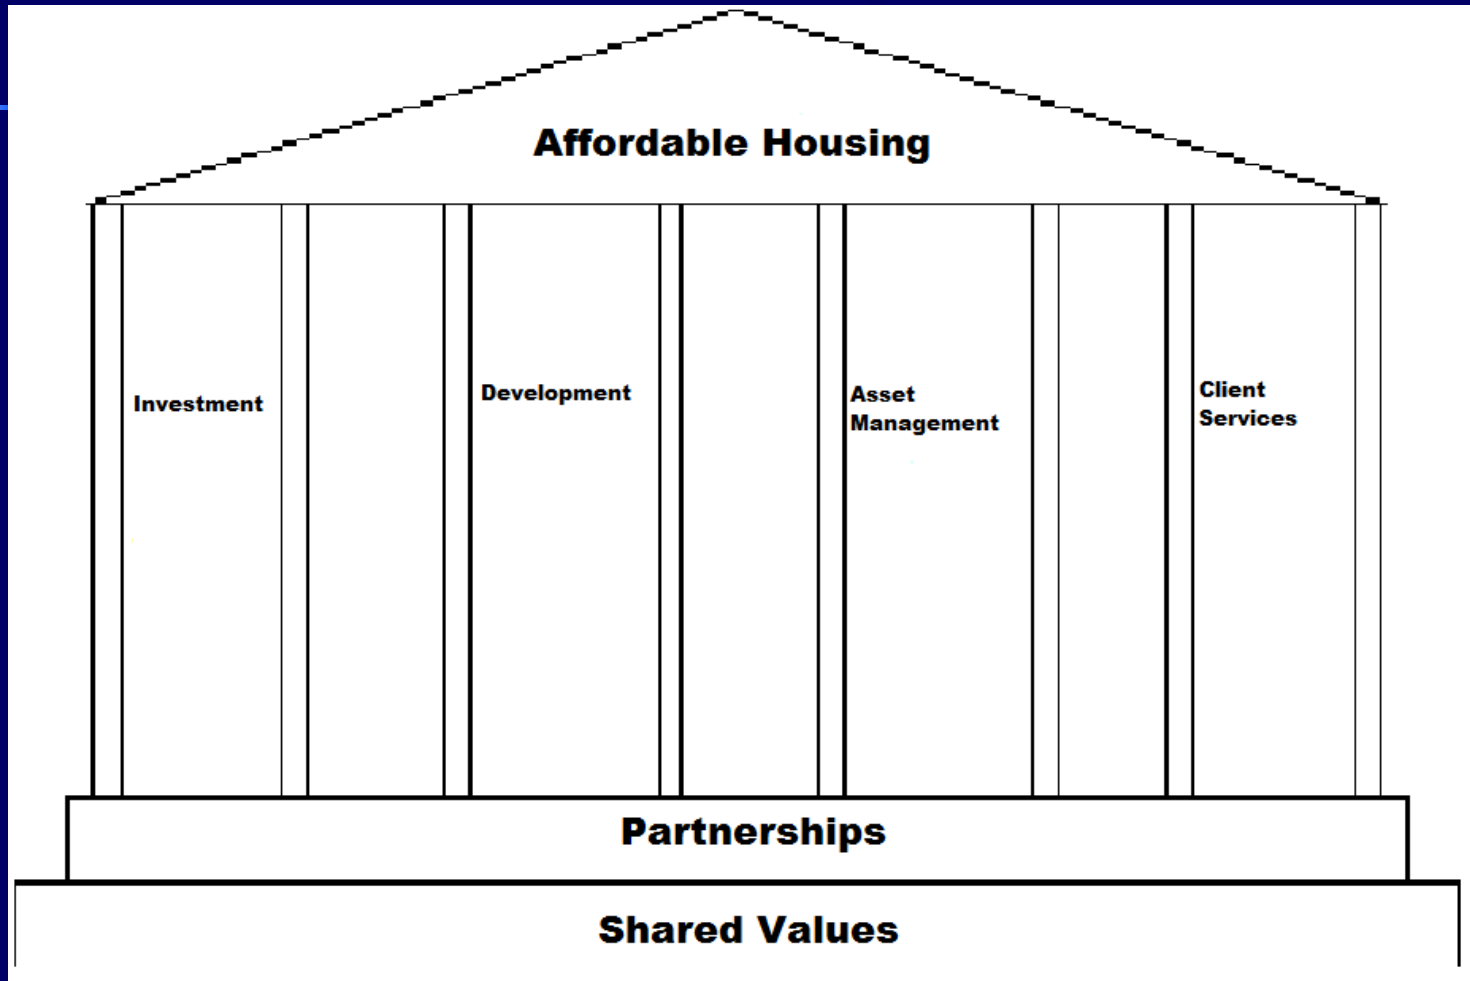 Affordable Housing
Investment
Development
Asset
Management
Client
Services
Partnerships
Shared Values